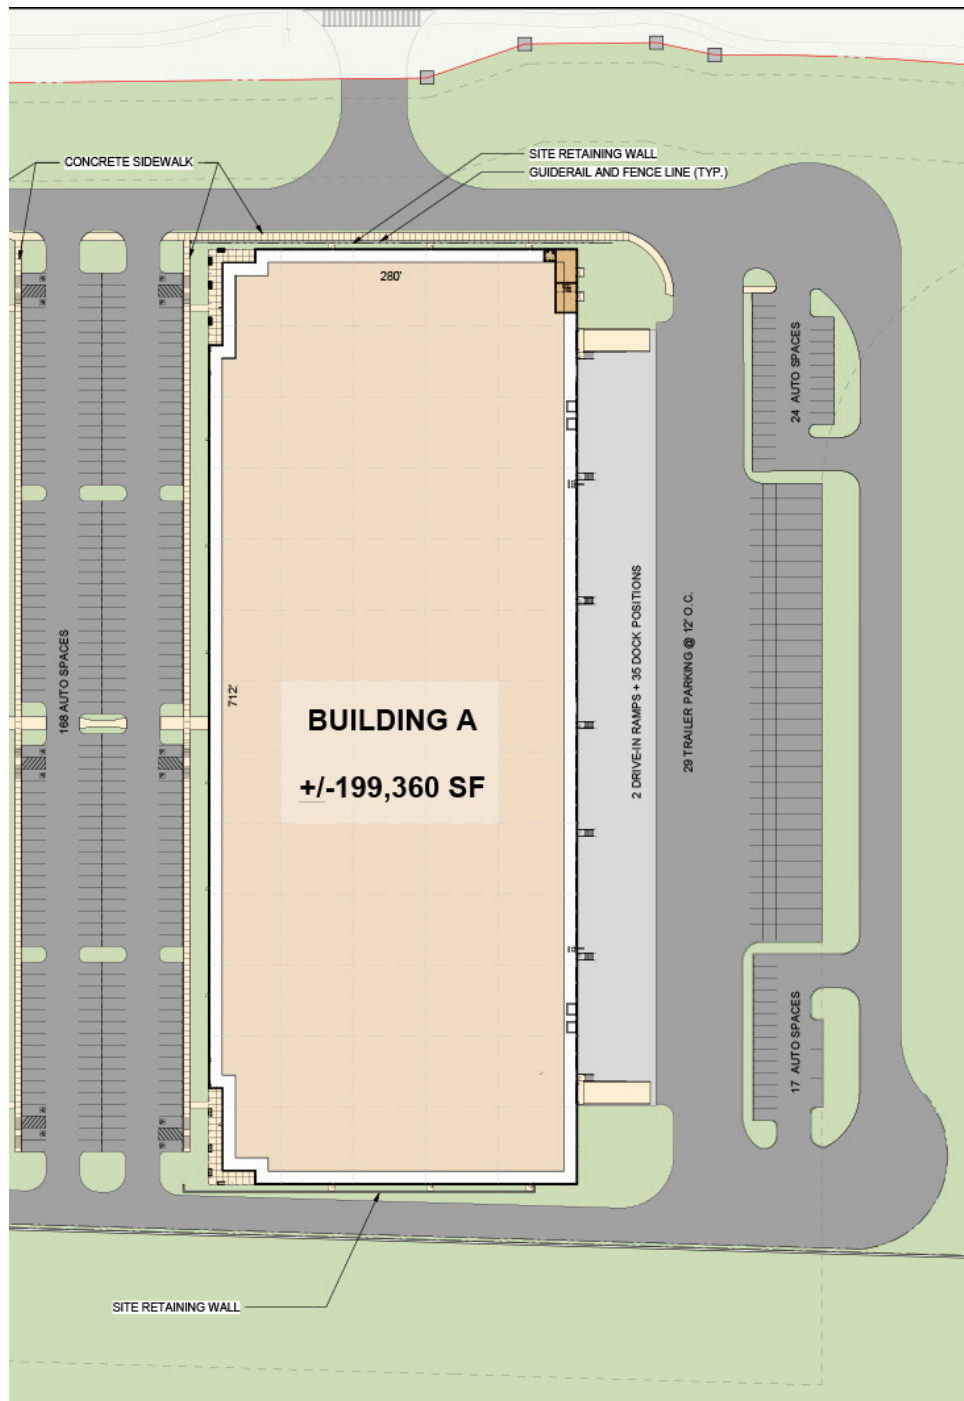 CONCRETE SIDEWALK
SITE RETAINING WALL
GUIDERAIL AND FENCE LINE (TYP.)
280'
24 AUTO SPACES
168 AUTO SPACES
712'
BUILDING A
+/-199,360 SF
2 DRIVE-IN RAMPS + 35 DOCK POSITIONS
29 TRAILER PARKING @ 12' O.C.
17 AUTO SPACES
SITE RETAINING WALL